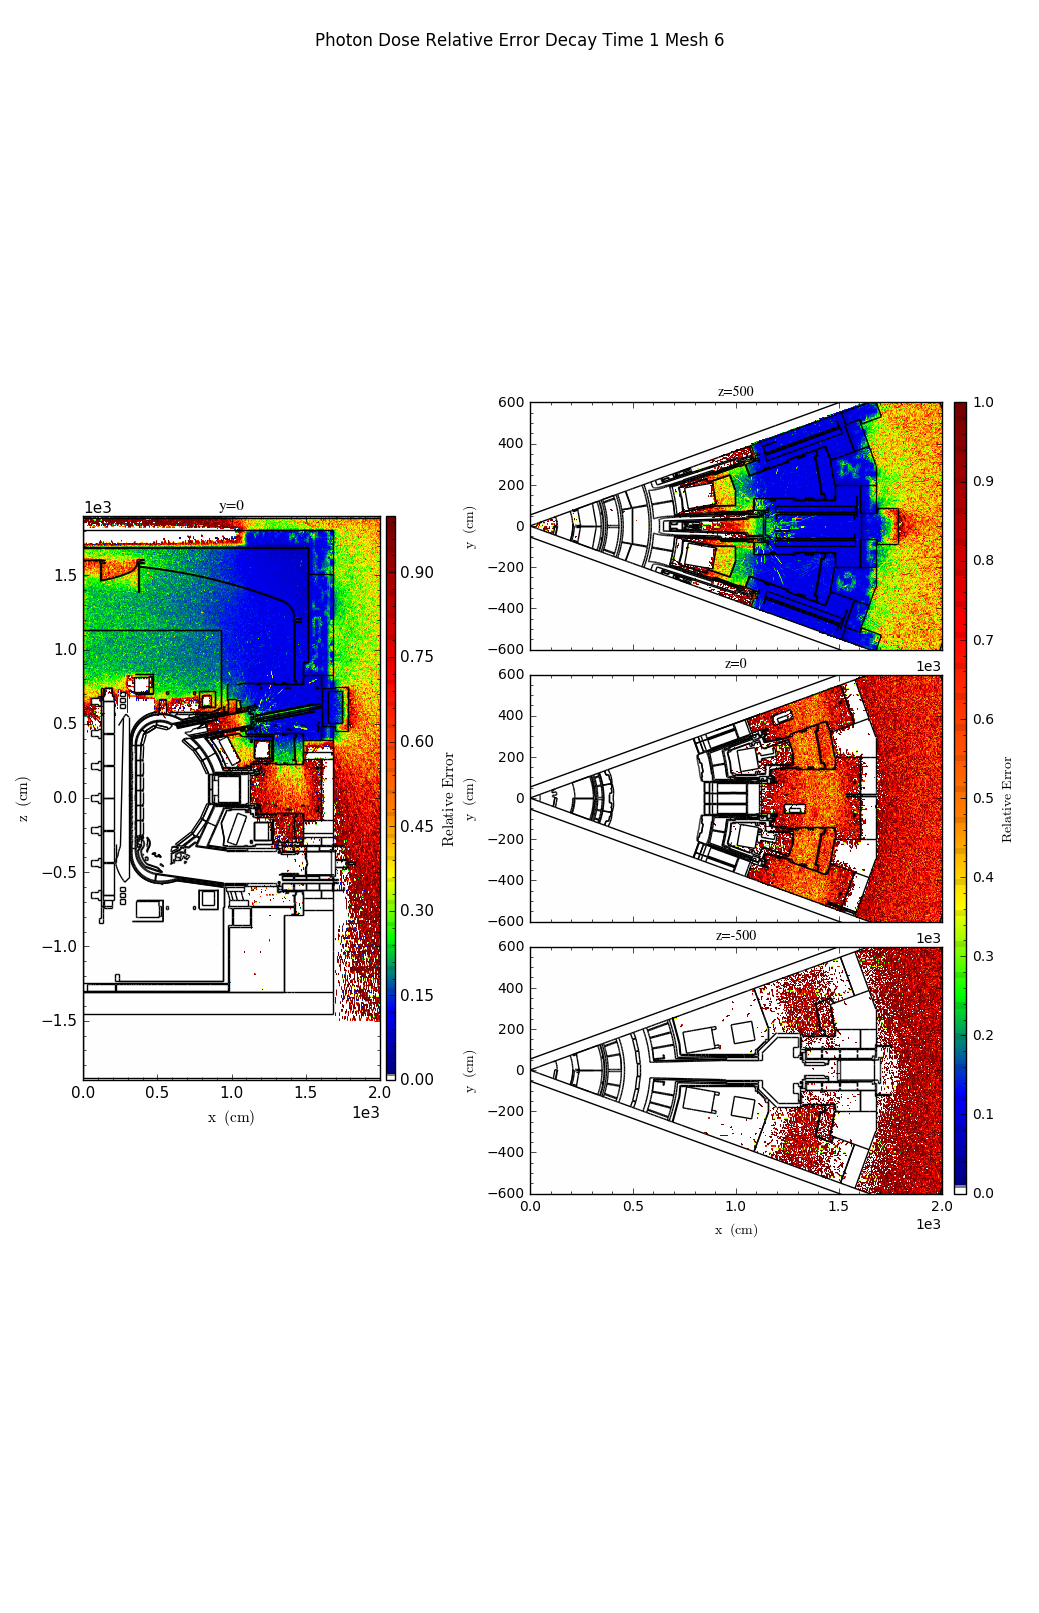 Photon Dose Relative Error Decay Time 1 Mesh 6
1e3
y=0
1.5
1.0
0.5
0.0
−0.5
−1.0
−1.5
z (cm)
0.0 0.5 1.0 1.5 2.0
x (cm)
1e3
0.90
0.75
0.60
0.45
0.30
0.15
0.00
Relative Error
z=500
600
400
200
0
−200
−400
−600
y (cm)
1e3
z=0
600
400
200
0
−200
−400
−600
y (cm)
1e3
z=-500
600
400
200
0
−200
−400
−600
y (cm)
0.0 0.5 1.0 1.5 2.0
x (cm)
1e3
1.0
0.9
0.8
0.7
0.6
0.5
0.4
0.3
0.2
0.1
0.0
Relative Error